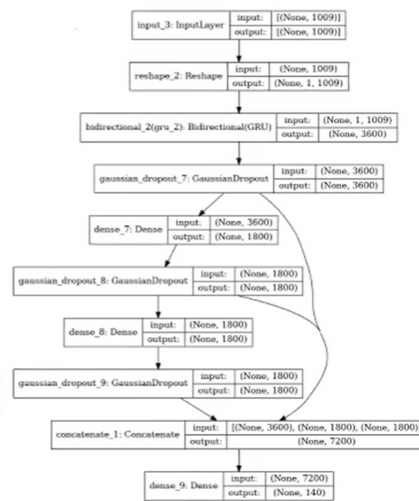 input_3: InputLayer input: [(None, 1009)]
output: [(None, 1009)]
reshape_2: Reshape input: (None, 1009)
output: (None, 1, 1009)
bidirectional_2(gru_2): Bidirectional(GRU) input: (None, 1, 1009)
output: (None, 3600)
gaussian_dropout_7: GaussianDropout input: (None, 3600)
output: (None, 3600)
dense_7: Dense input: (None, 3600)
output: (None, 1800)
gaussian_dropout_8: GaussianDropout input: (None, 1800)
output: (None, 1800)
dense_8: Dense input: (None, 1800)
output: (None, 1800)
gaussian_dropout_9: GaussianDropout input: (None, 1800)
output: (None, 1800)
concatenate_1: Concatenate input: [(None, 3600), (None, 1800), (None, 1800)]
output: (None, 7200)
dense_9: Dense input: (None, 7200)
output: (None, 140)